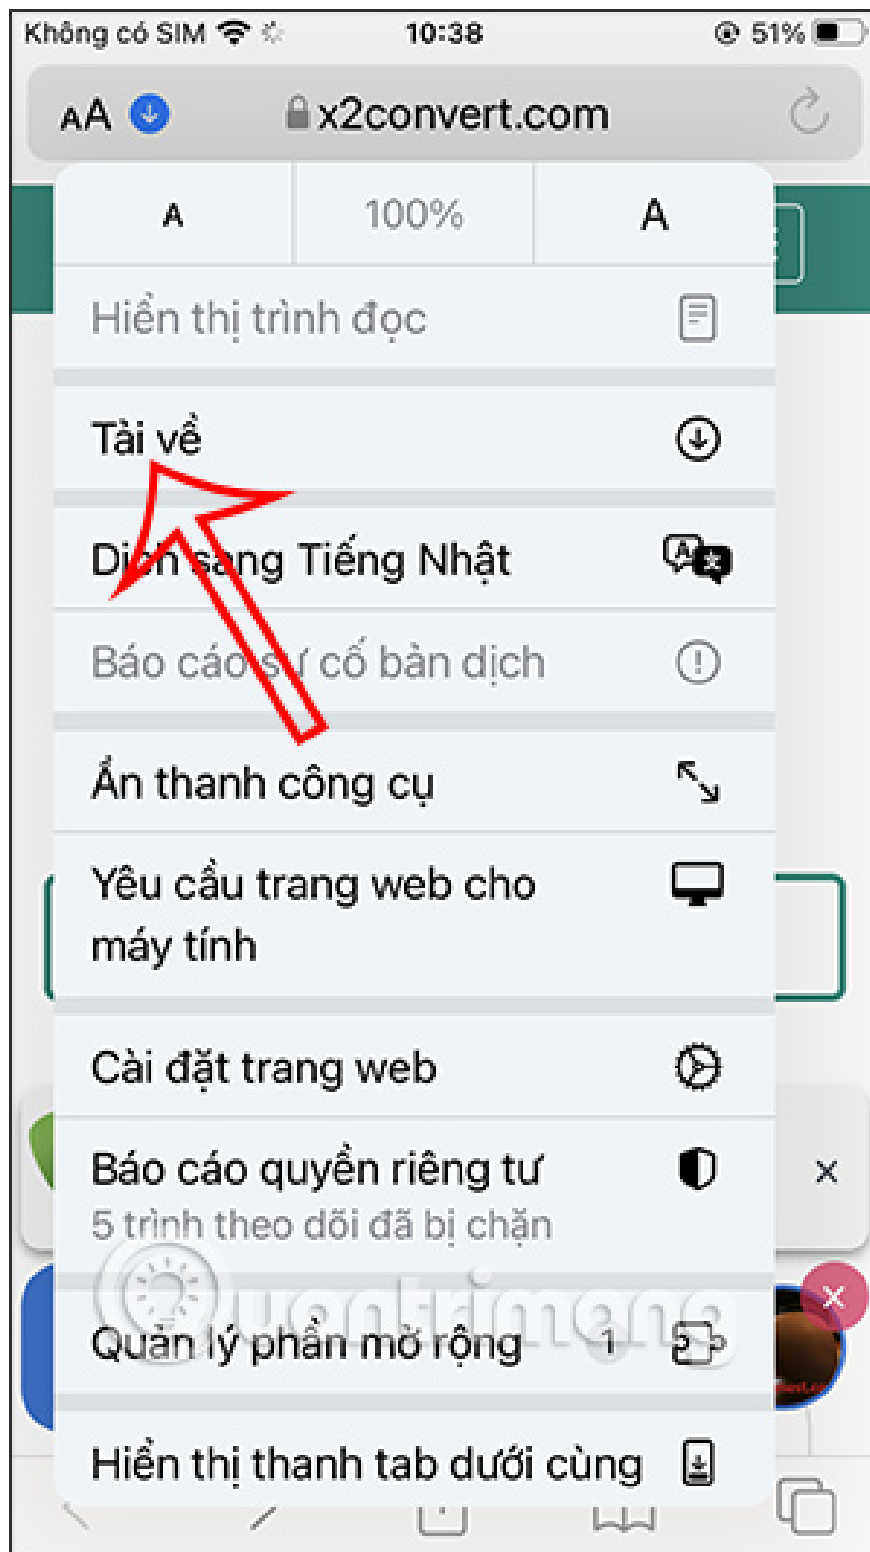 Không có SIM 10:38 51%
AA x2convert.com
A 100% A
Hiển thị trình đọc
Tải về
Dịch sang Tiếng Nhật
Báo cáo sự cố bản dịch
Ẩn thanh công cụ
Yêu cầu trang web cho
máy tính
Cài đặt trang web
Báo cáo quyền riêng tư
5 trình theo dõi đã bị chặn
Quantrimang
Quản lý phần mở rộng 1
Hiển thị thanh tab dưới cùng